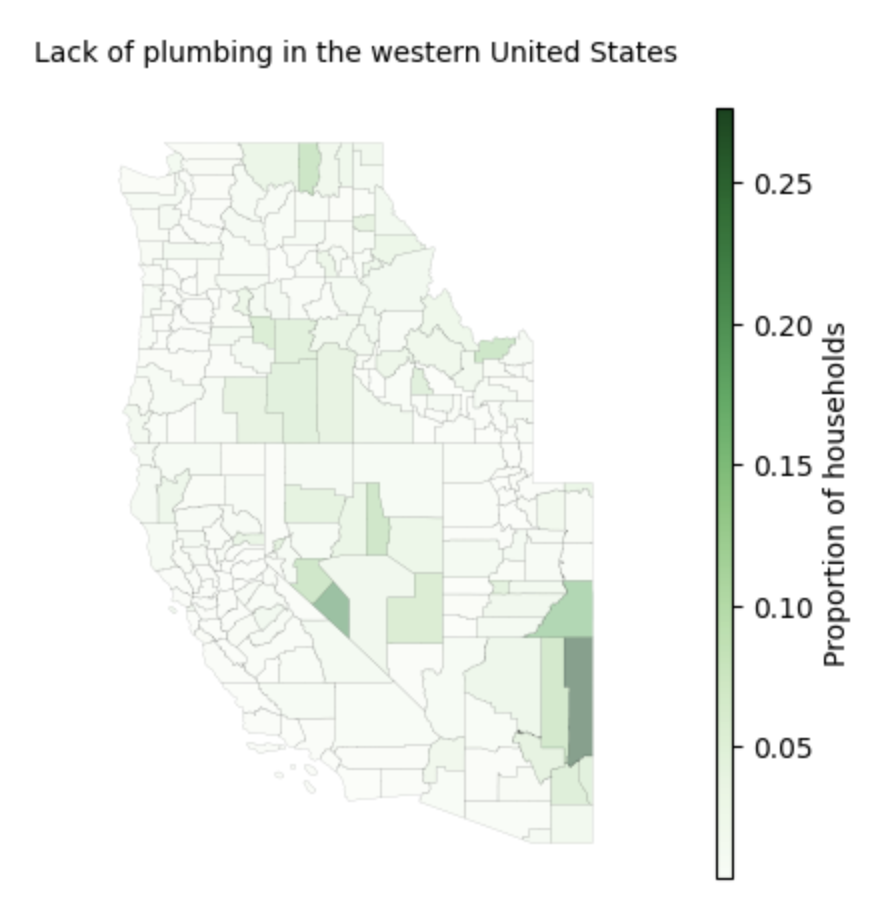 Lack of plumbing in the western United States
0.25
0.20
0.15
0.10
0.05
Proportion of households